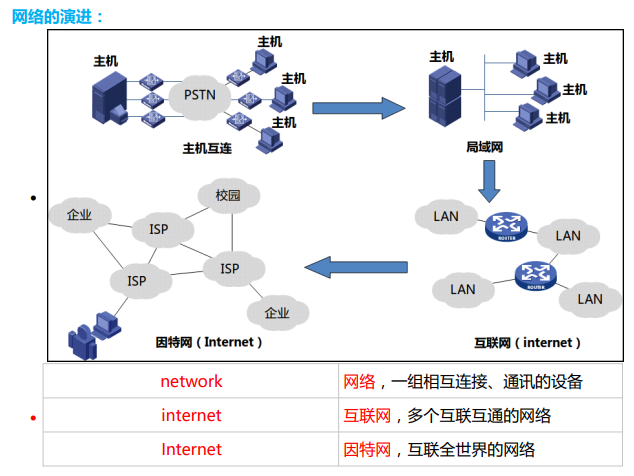 网络的演进：
主机
PSTN
主机
主机
主机
主机互连
主机
主机
主机
主机
局域网
企业
校园
ISP
ISP
ISP
企业
因特网（Internet）
LAN
ROUTER
LAN
ROUTER
LAN
LAN
互联网（internet）
network 网络，一组相互连接、通讯的设备
internet 互联网，多个互联互通的网络
Internet 因特网，互联全世界的网络